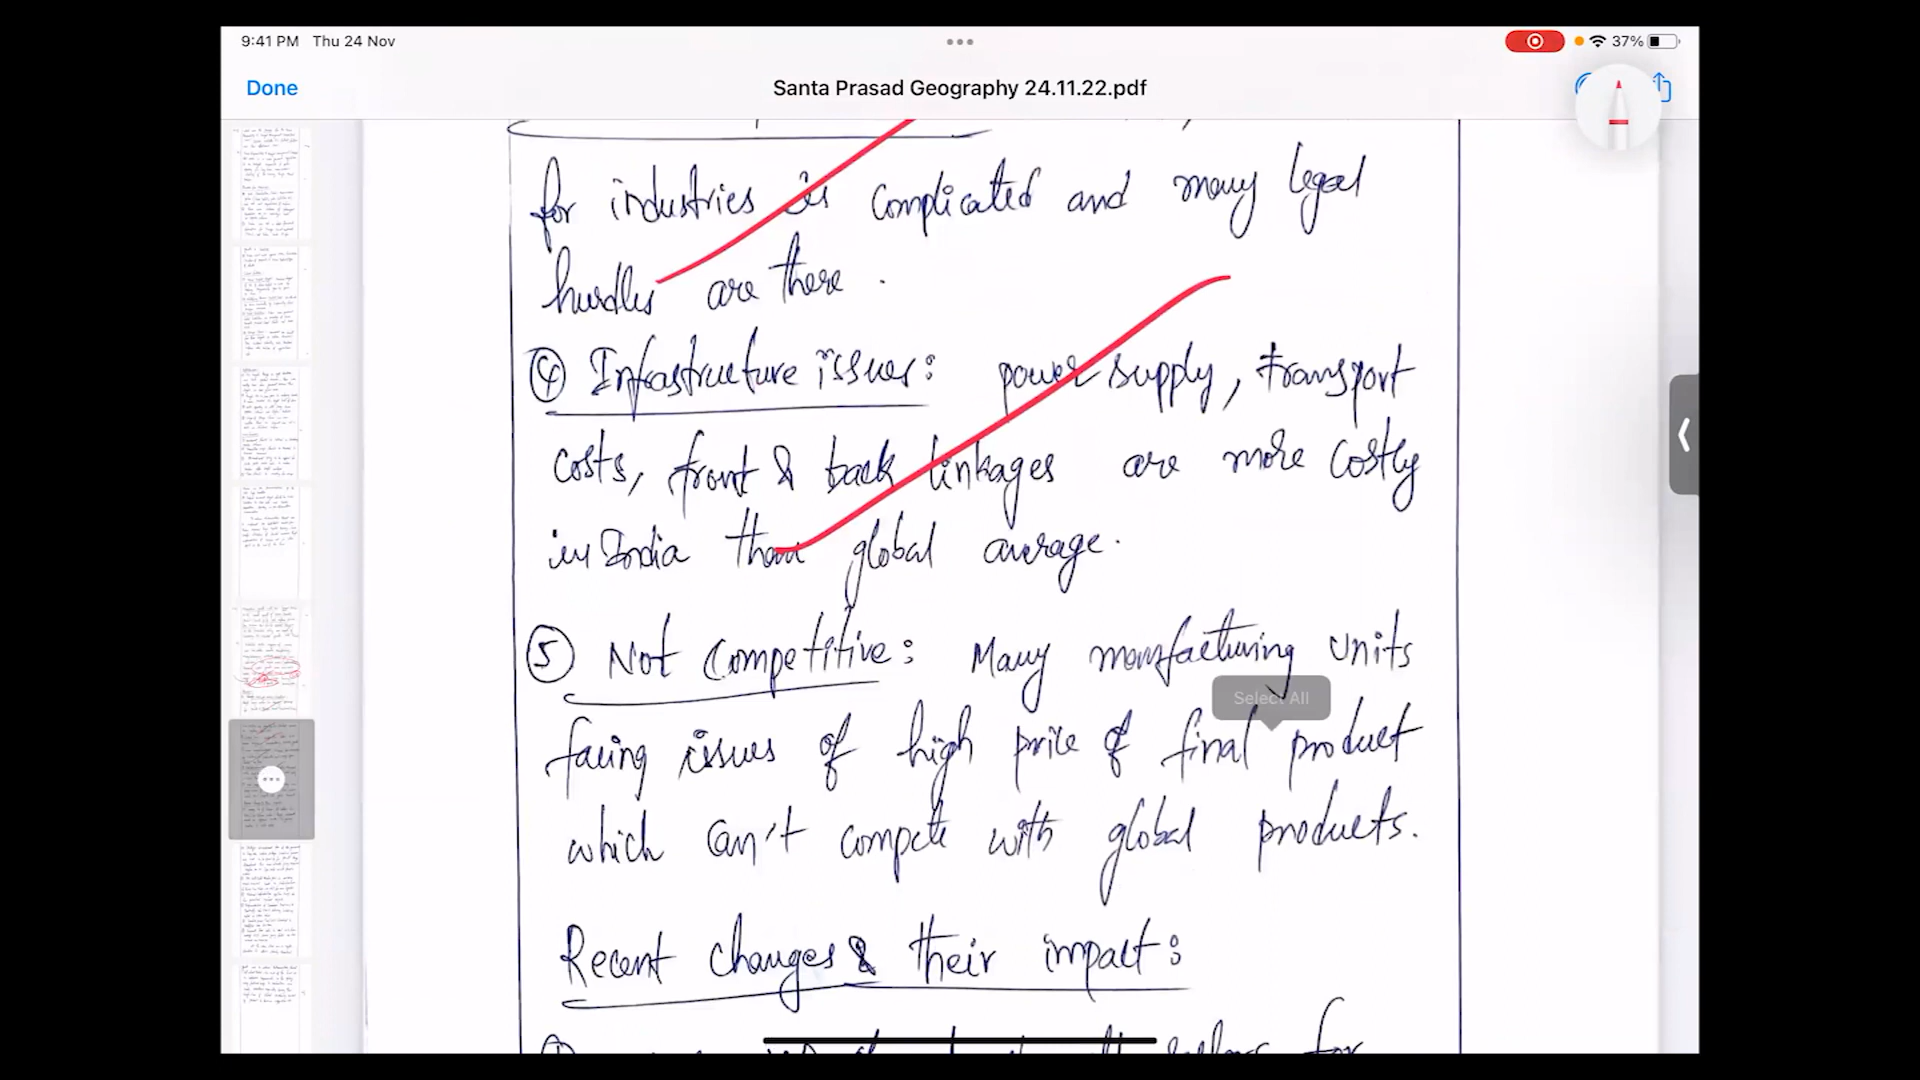 9:41 PM Thu 24 Nov
37%
Done
Santa Prasad Geography 24.11.22.pdf
for industries is complicated and many legal
hurdles are there.
④ Infrastructure issues: power supply, transport
costs, front & back linkages are more costly
in India than global average.
⑤ Not Competitive: Many manufacturing units
Select All
facing issues of high price of final product
which can't compete with global products.
Recent changes & their impact:
for